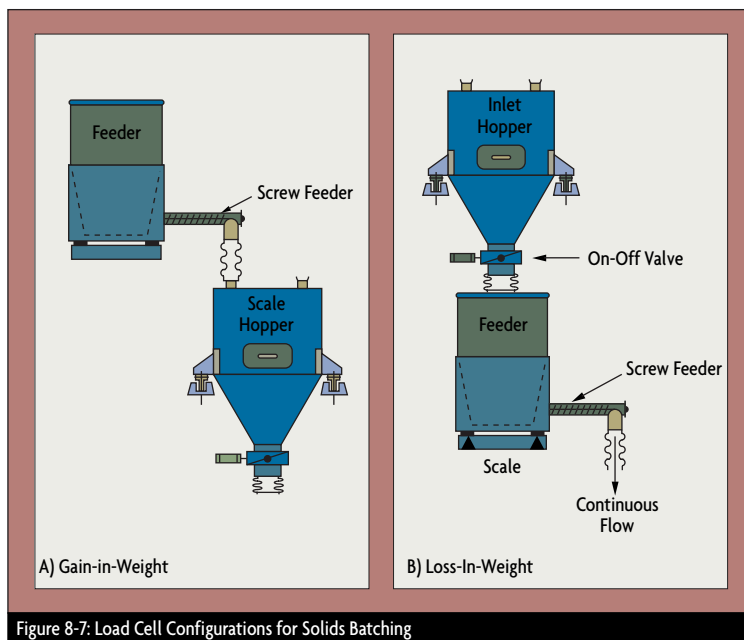 Feeder
Screw Feeder
Scale
Hopper
A) Gain-in-Weight
Inlet
Hopper
On-Off Valve
Feeder
Screw Feeder
Scale
Continuous
Flow
B) Loss-In-Weight
Figure 8-7: Load Cell Configurations for Solids Batching